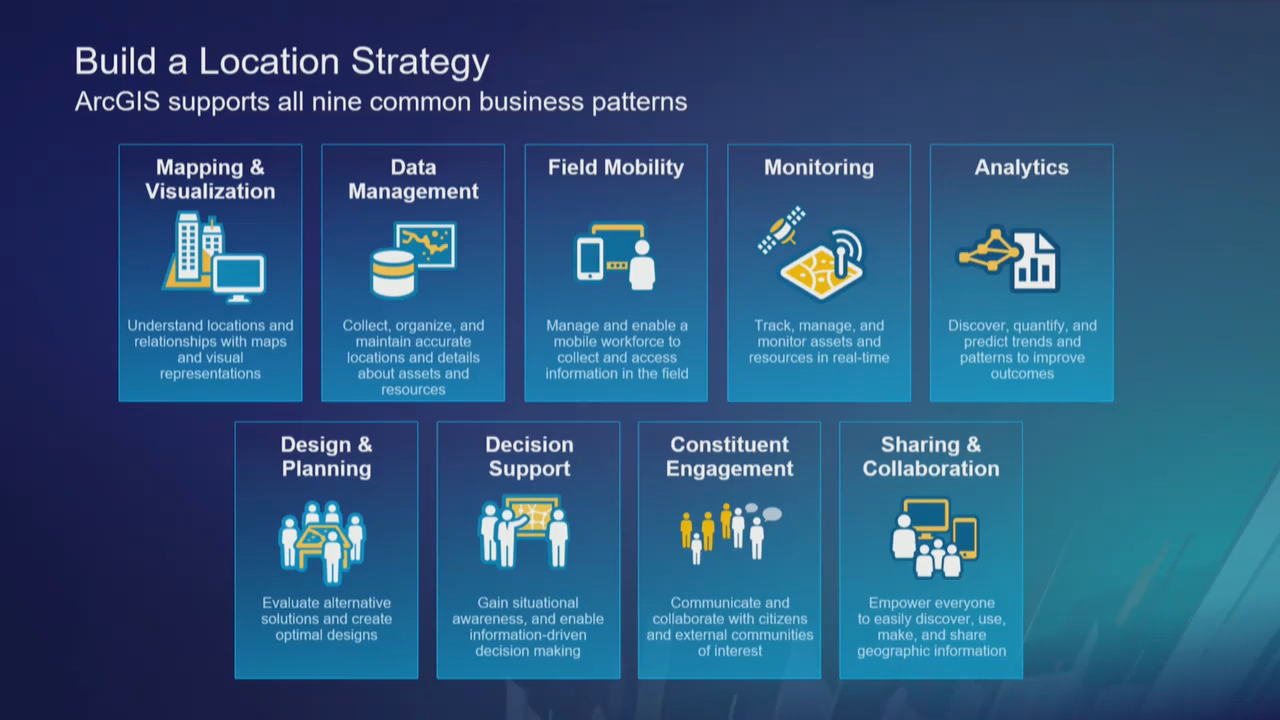 Build a Location Strategy
ArcGIS supports all nine common business patterns
Mapping &
Visualization
Understand locations and
relationships with maps
and visual
representations
Data
Management
Collect, organize, and
maintain accurate
locations and details
about assets and
resources
Field Mobility
Manage and enable a
mobile workforce to
collect and access
information in the field
Monitoring
Track, manage, and
monitor assets and
resources in real-time
Analytics
Discover, quantify, and
predict trends and
patterns to improve
outcomes
Design &
Planning
Evaluate alternative
solutions and create
optimal designs
Decision
Support
Gain situational
awareness, and enable
information-driven
decision making
Constituent
Engagement
Communicate and
collaborate with citizens
and external communities
of interest
Sharing &
Collaboration
Empower everyone
to easily discover, use,
make, and share
geographic information